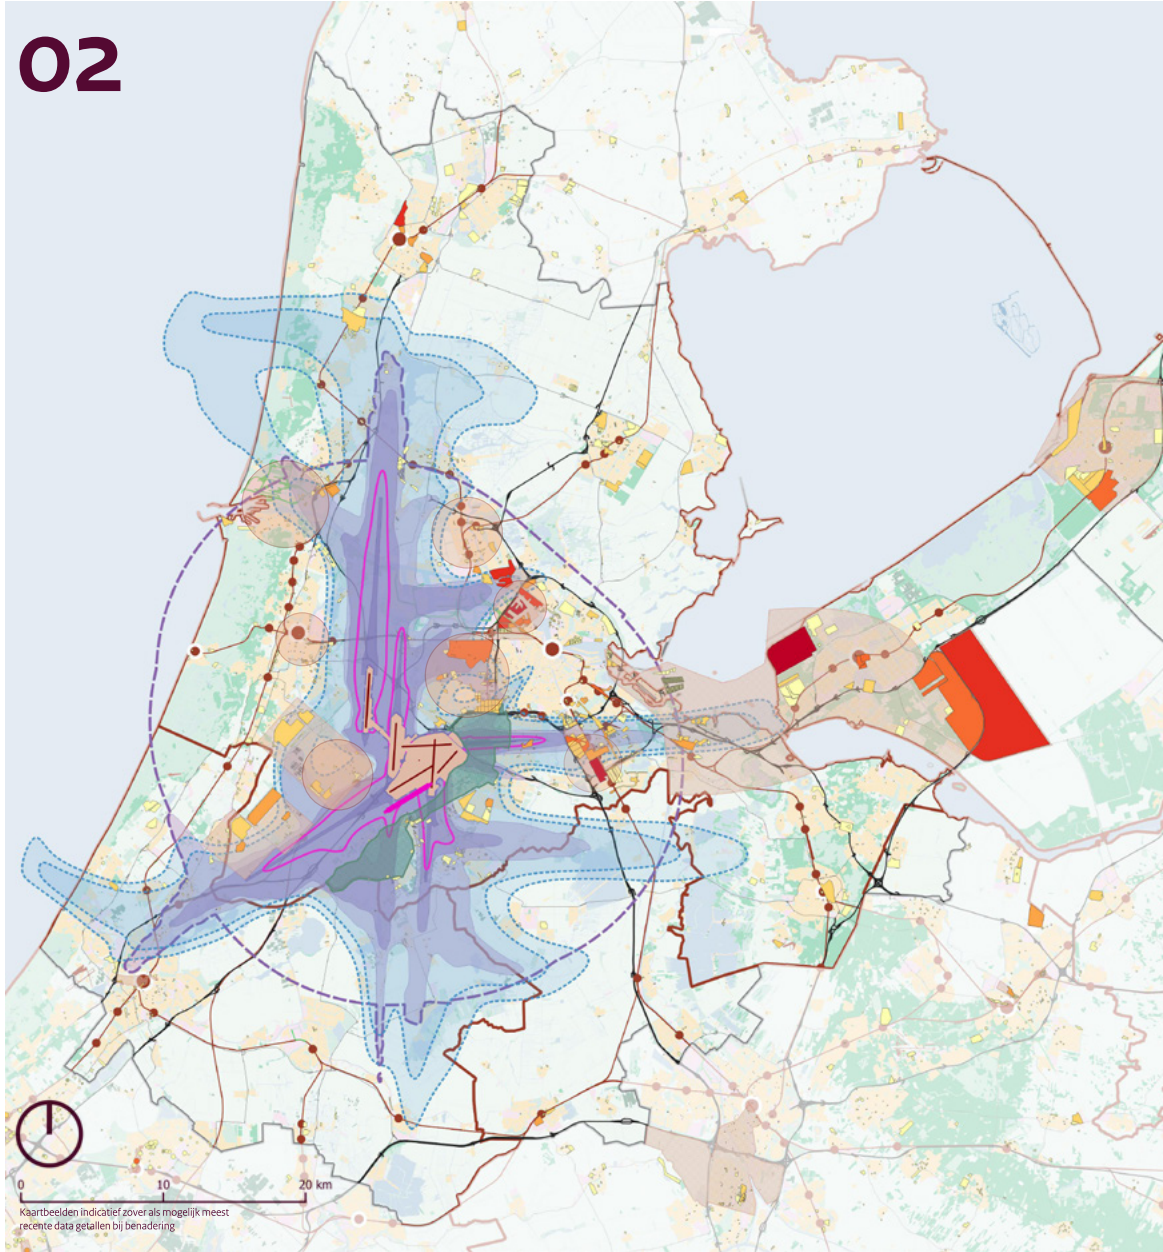 02
0 10 20 km
Kaartbeelden indicatief zover als mogelijk meest
recente data getallen bij benadering